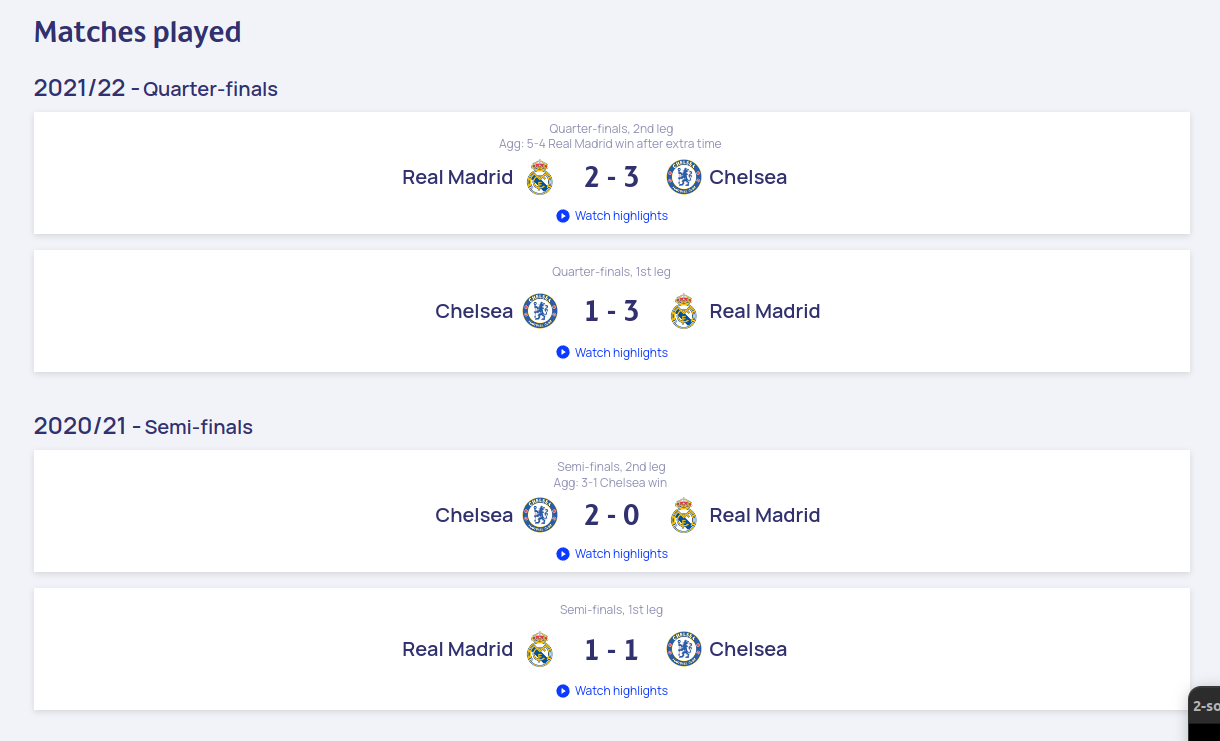 Matches played
2021/22 - Quarter-finals
Quarter-finals, 2nd leg
Agg: 5-4 Real Madrid win after extra time
Real Madrid 2 - 3 Chelsea
Watch highlights
Quarter-finals, 1st leg
Chelsea 1 - 3 Real Madrid
Watch highlights
2020/21 - Semi-finals
Semi-finals, 2nd leg
Agg: 3-1 Chelsea win
Chelsea 2 - 0 Real Madrid
Watch highlights
Semi-finals, 1st leg
Real Madrid 1 - 1 Chelsea
Watch highlights
2-so